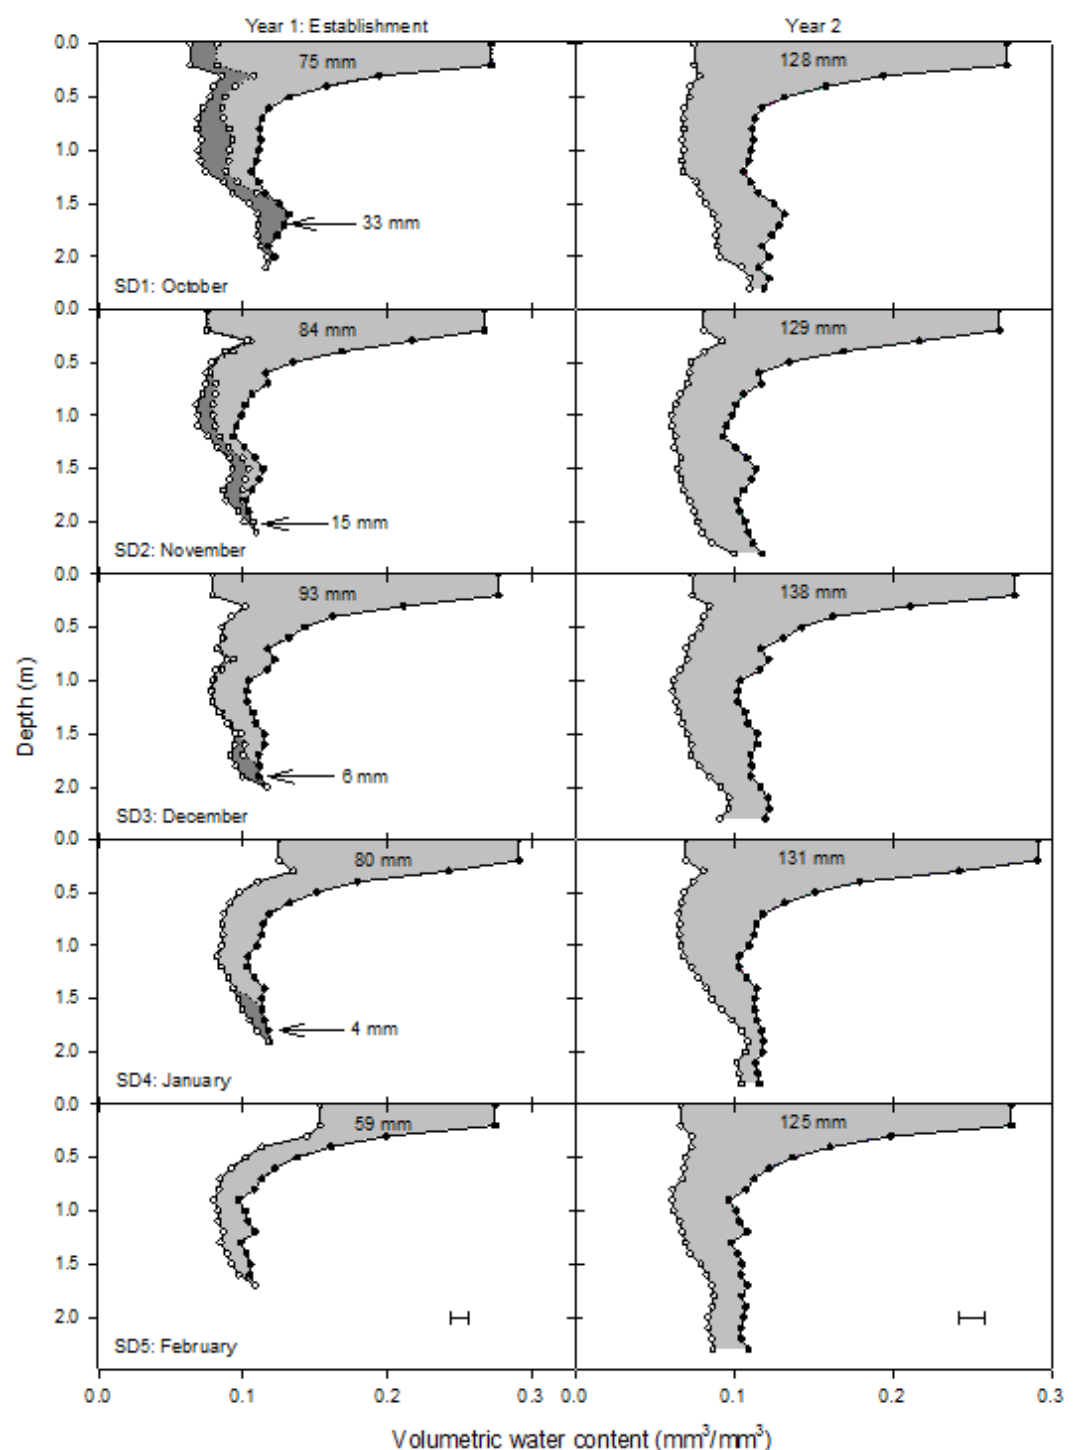 Year 1: Establishment
Year 2
0.0
75 mm
128 mm
0.5
1.0
1.5
33 mm
2.0
SD1: October
0.0
84 mm
129 mm
0.5
1.0
1.5
15 mm
2.0
SD2: November
0.0
93 mm
138 mm
0.5
1.0
1.5
6 mm
2.0
SD3: December
0.0
80 mm
131 mm
0.5
1.0
1.5
4 mm
2.0
SD4: January
0.0
59 mm
125 mm
0.5
1.0
1.5
2.0
SD5: February
Depth (m)
0.0 0.1 0.2 0.3 0.0 0.1 0.2 0.3
Volumetric water content (mm³/mm³)